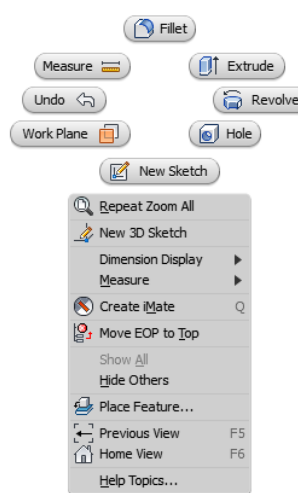 Fillet
Measure Extrude
Undo Revolve
Work Plane Hole
New Sketch
Repeat Zoom All
New 3D Sketch
Dimension Display
Measure
Create iMate Q
Move EOP to Top
Show All
Hide Others
Place Feature...
Previous View F5
Home View F6
Help Topics...